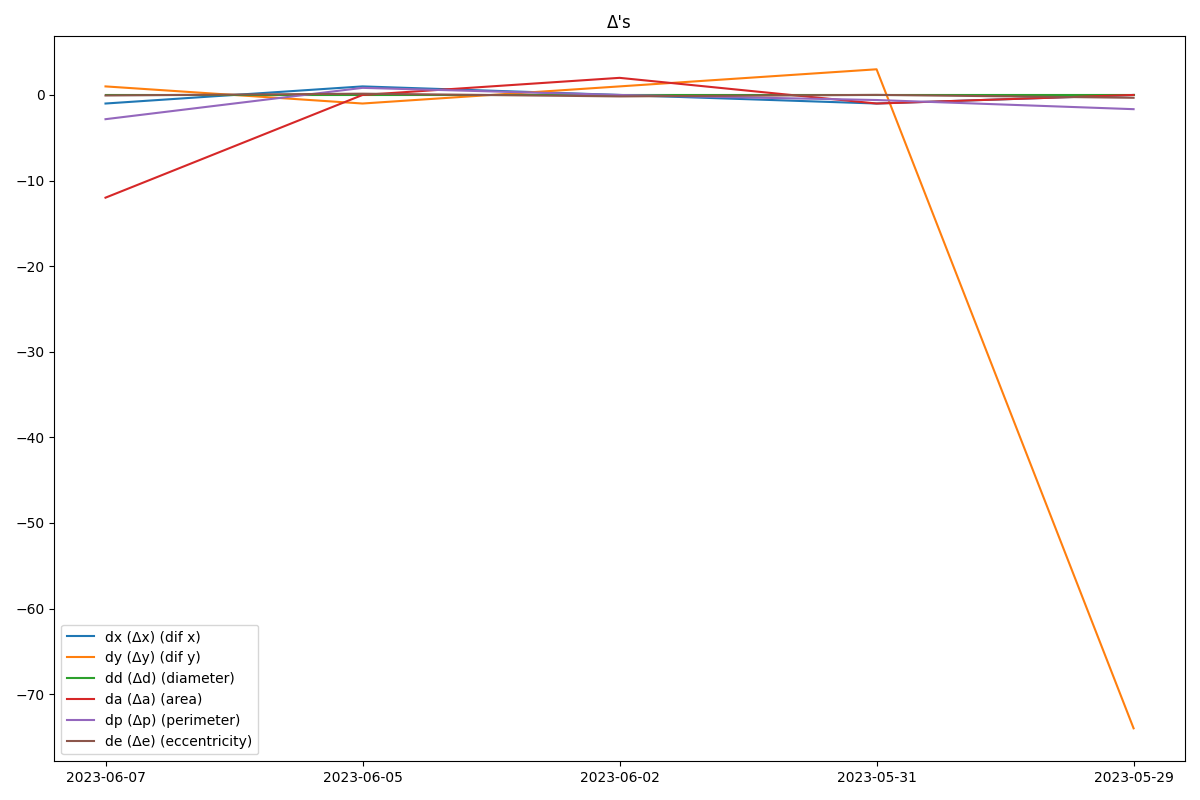 Δ's
0
−10
−20
−30
−40
−50
−60
−70
dx (Δx) (dif x)
dy (Δy) (dif y)
dd (Δd) (diameter)
da (Δa) (area)
dp (Δp) (perimeter)
de (Δe) (eccentricity)
2023-06-07 2023-06-05 2023-06-02 2023-05-31 2023-05-29